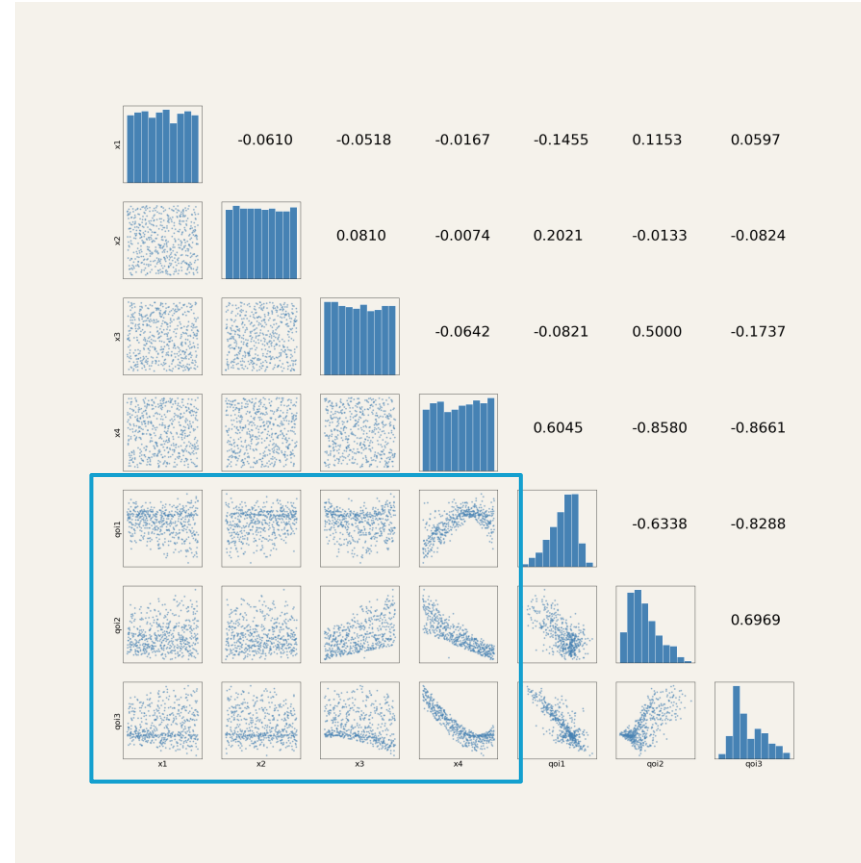 x1 -0.0610 -0.0518 -0.0167 -0.1455 0.1153 0.0597
x2 0.0810 -0.0074 0.2021 -0.0133 -0.0824
x3 -0.0642 -0.0821 0.5000 -0.1737
x4 0.6045 -0.8580 -0.8661
qoi1 -0.6338 -0.8288
qoi2 0.6969
qoi3
x1 x2 x3 x4 qoi1 qoi2 qoi3